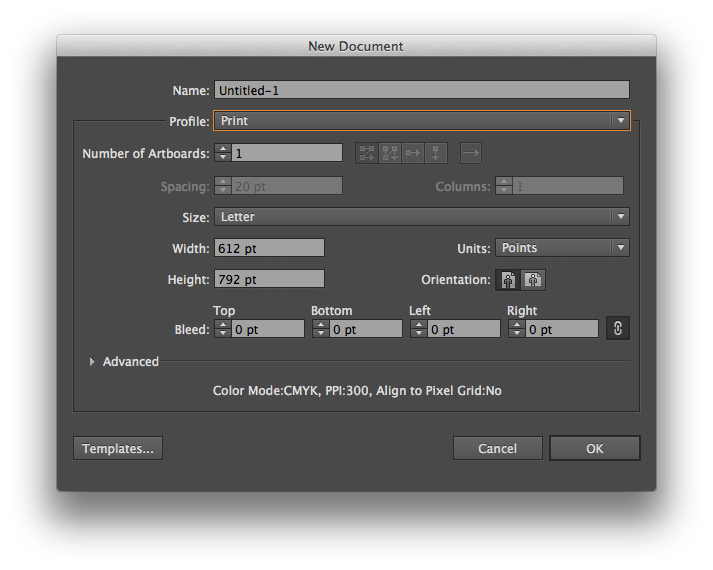 New Document
Name: Untitled-1
Profile: Print
Number of Artboards: 1
Spacing: 20 pt Columns: 1
Size: Letter
Width: 612 pt Units: Points
Height: 792 pt Orientation:
Top Bottom Left Right
Bleed: 0 pt 0 pt 0 pt 0 pt
Advanced
Color Mode:CMYK, PPI:300, Align to Pixel Grid:No
Templates... Cancel OK